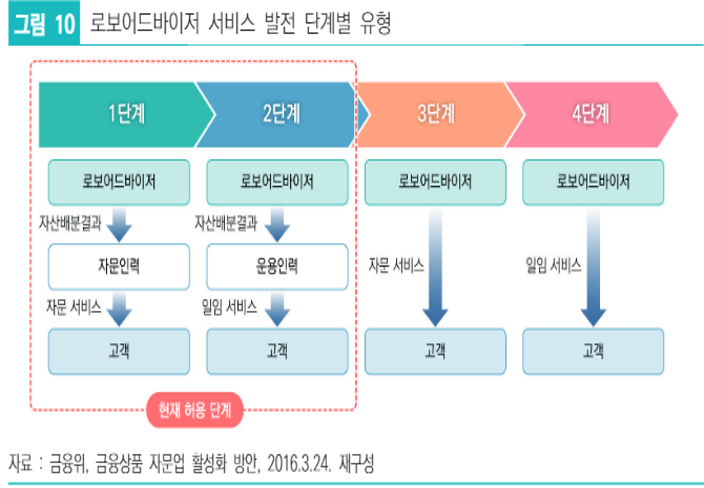 그림 10 로보어드바이저 서비스 발전 단계별 유형
1단계 2단계 3단계 4단계
로보어드바이저 로보어드바이저 로보어드바이저 로보어드바이저
자산배분결과 자산배분결과
자문인력 운용인력
자문 서비스 일임 서비스
자문 서비스 일임 서비스
고객 고객 고객 고객
현재 허용 단계
자료 : 금융위, 금융상품 자문업 활성화 방안, 2016.3.24. 재구성